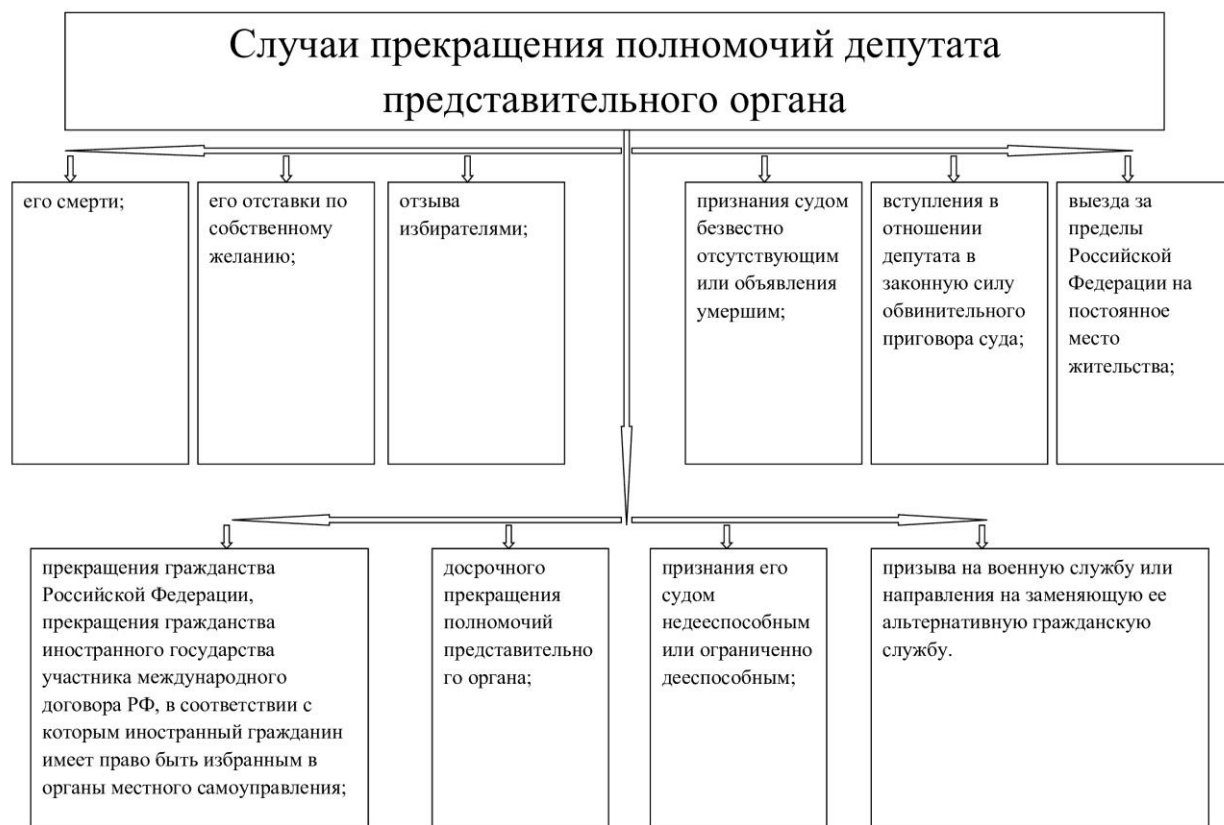 Случаи прекращения полномочий депутата
представительного органа
его смерти;
его отставки по
собственному
желанию;
отзыва
избирателями;
признания судом
безвестно
отсутствующим
или объявления
умершим;
вступления в
отношении
депутата в
законную силу
обвинительного
приговора суда;
выезда за
пределы
Российской
Федерации на
постоянное
место
жительства;
прекращения гражданства
Российской Федерации,
прекращения гражданства
иностранного государства
участника международного
договора РФ, в соответствии с
которым иностранный гражданин
имеет право быть избранным в
органы местного самоуправления;
досрочного
прекращения
полномочий
представительно
го органа;
признания его
судом
недееспособным
или ограниченно
дееспособным;
призыва на военную службу или
направления на заменяющую ее
альтернативную гражданскую
службу.